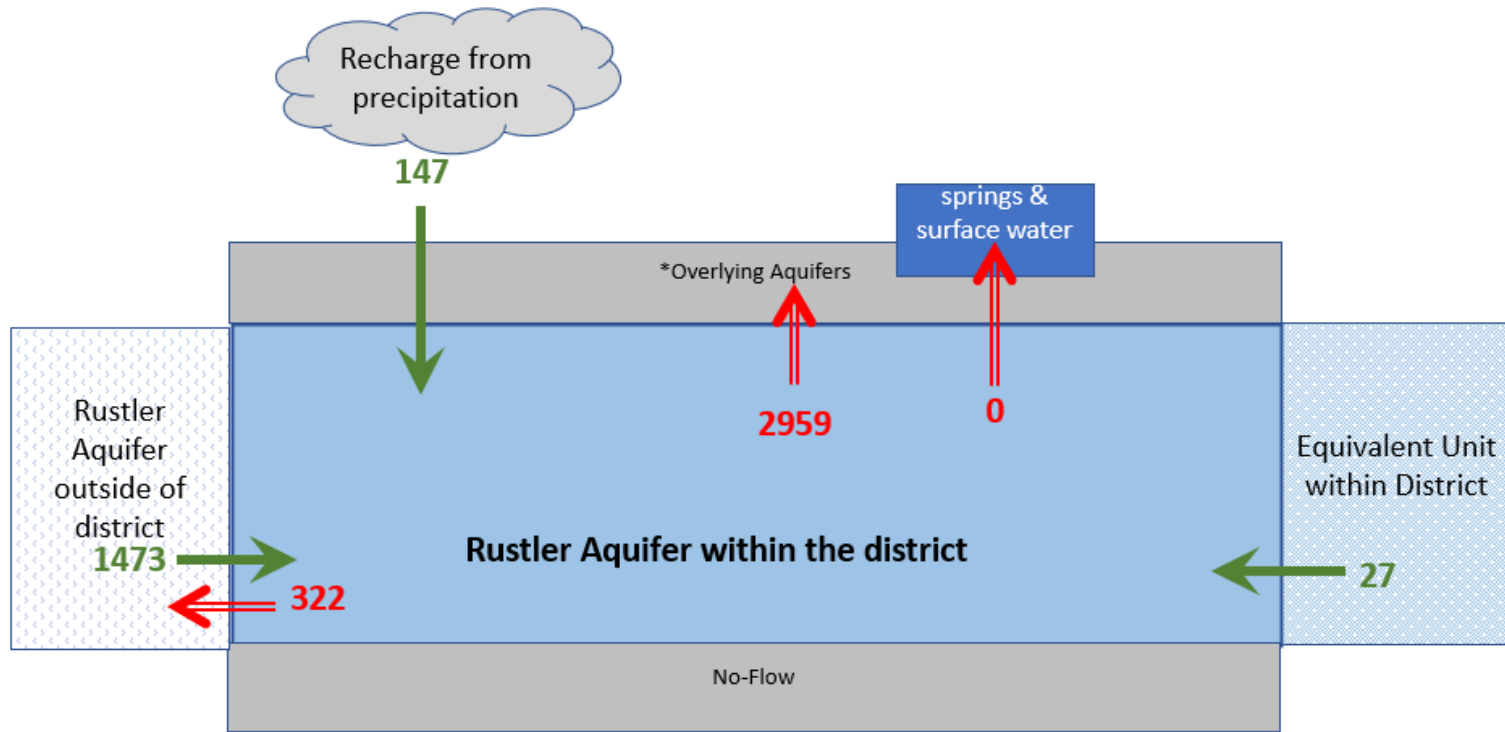 Recharge from
precipitation
147
springs &
surface water
*Overlying Aquifers
2959
0
Rustler
Aquifer
outside of
district
1473
322
Rustler Aquifer within the district
Equivalent Unit
within District
27
No-Flow